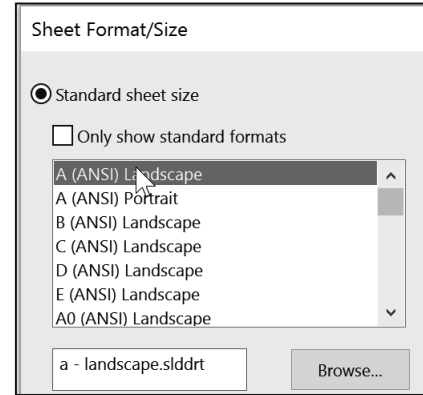 Sheet Format/Size
Standard sheet size
Only show standard formats
A (ANSI) Landscape
A (ANSI) Portrait
B (ANSI) Landscape
C (ANSI) Landscape
D (ANSI) Landscape
E (ANSI) Landscape
A0 (ANSI) Landscape
a - landscape.slddrt
Browse...